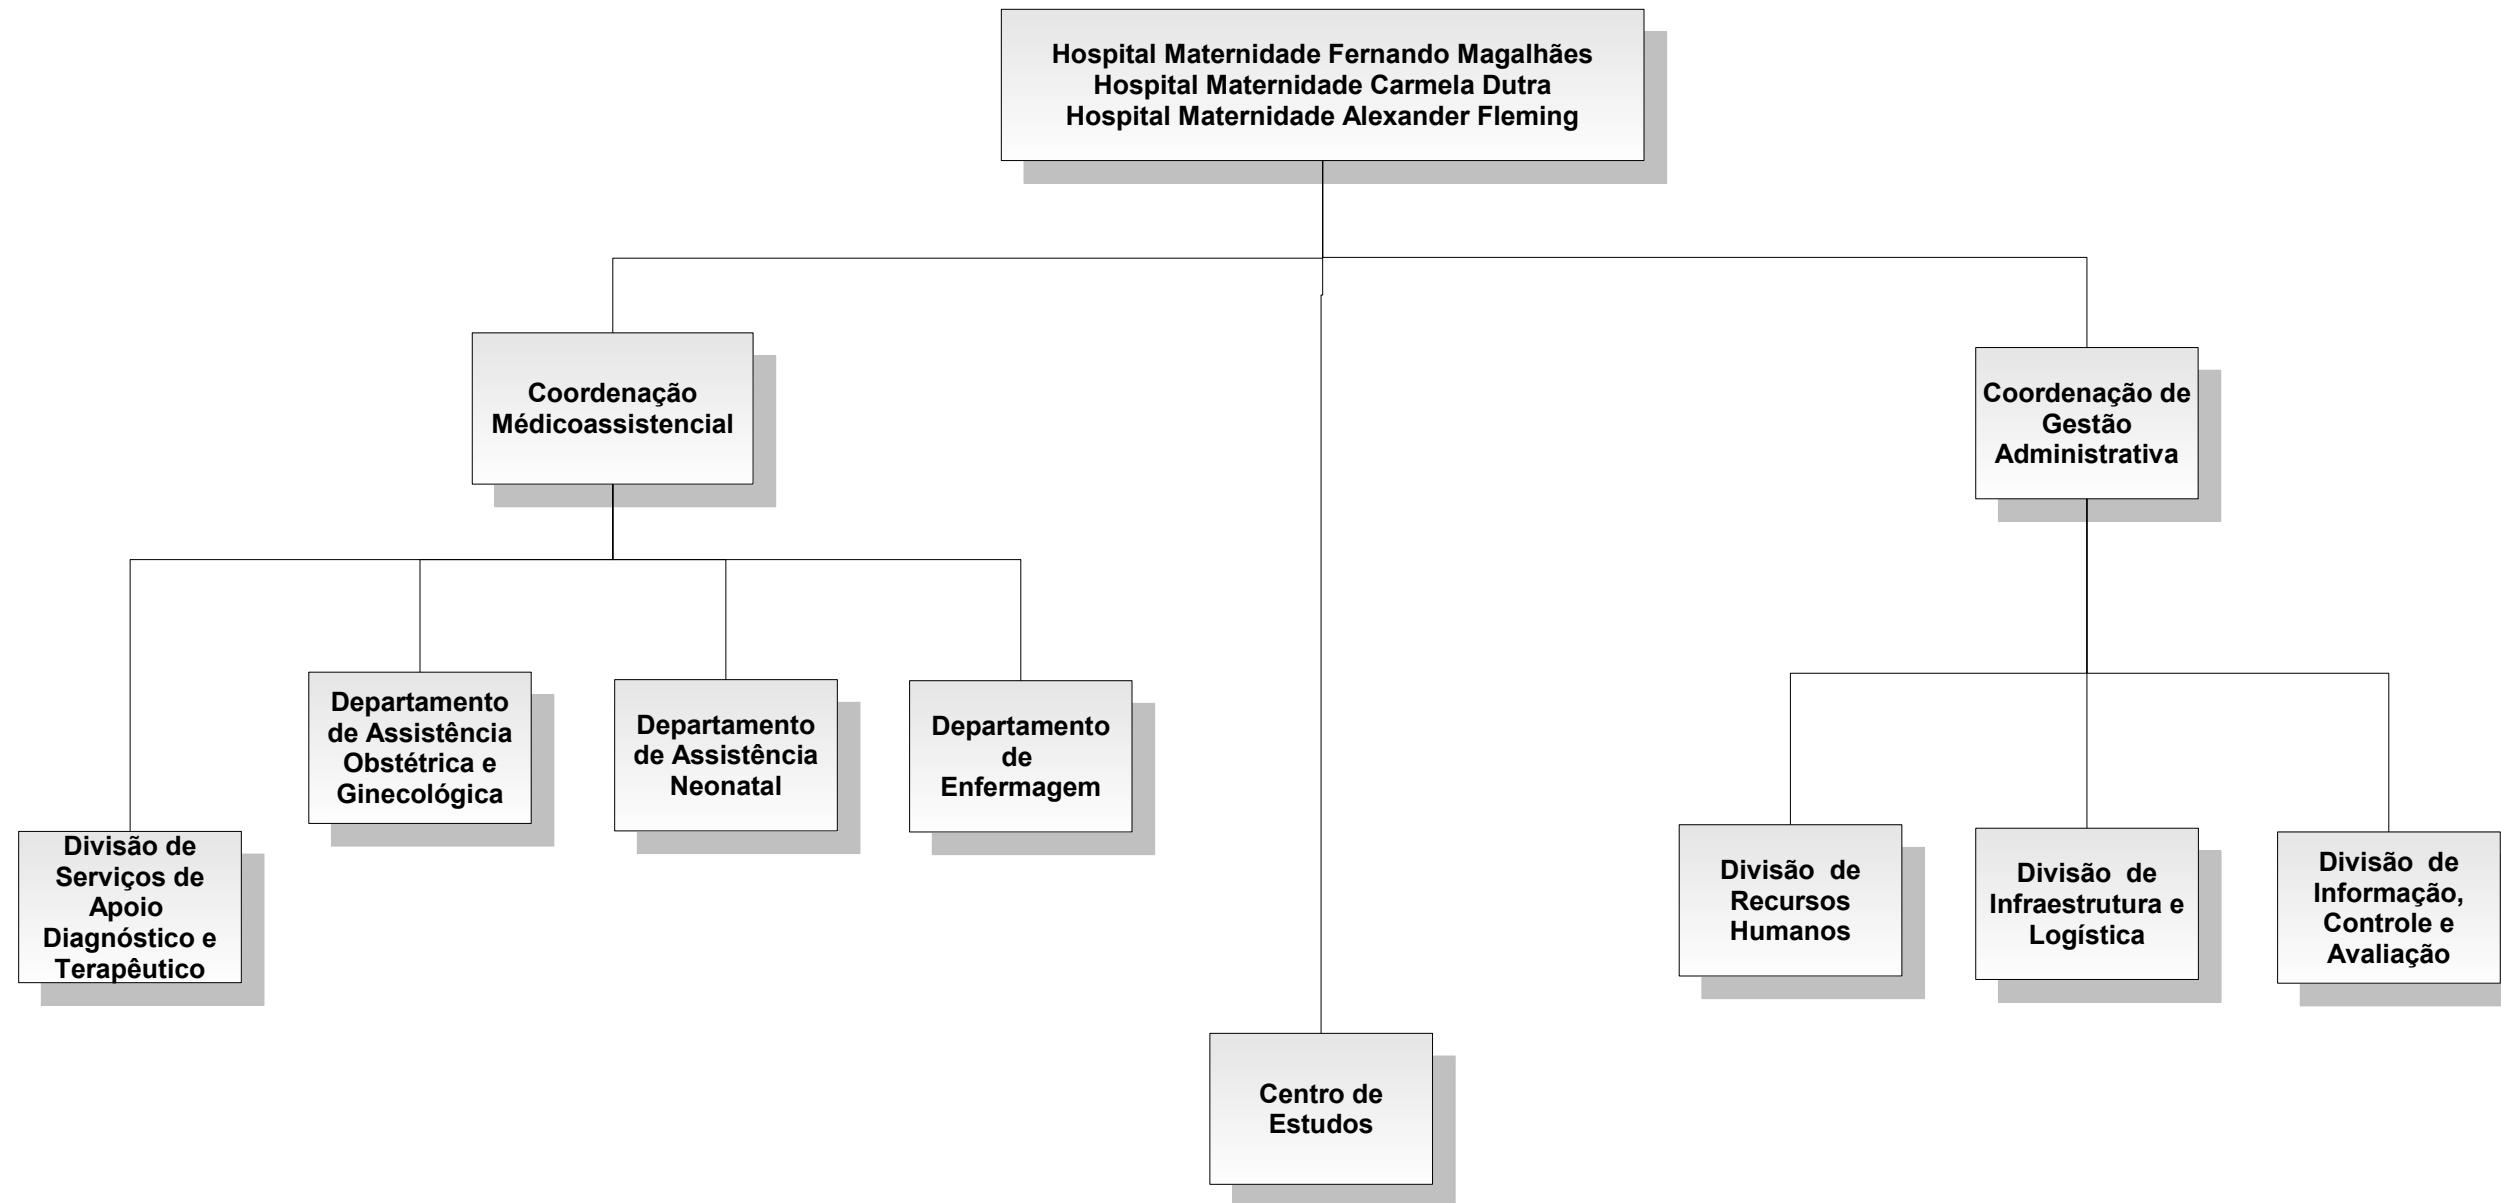 Hospital Maternidade Fernando Magalhães
Hospital Maternidade Carmela Dutra
Hospital Maternidade Alexander Fleming
Coordenação
Médicoassistencial
Coordenação de
Gestão
Administrativa
Divisão de
Serviços de
Apoio
Diagnóstico e
Terapêutico
Departamento
de Assistência
Obstétrica e
Ginecológica
Departamento
de Assistência
Neonatal
Departamento
de
Enfermagem
Divisão de
Recursos
Humanos
Divisão de
Infraestrutura e
Logística
Divisão de
Informação,
Controle e
Avaliação
Centro de
Estudos